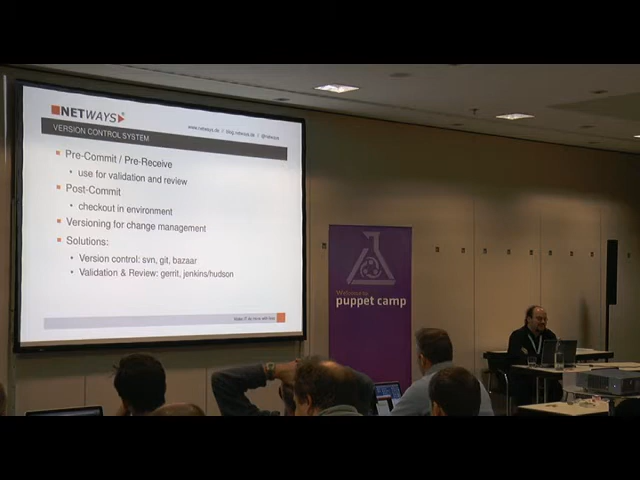 NETWAYS
www.netways.de / blog.netways.de / @netways
VERSION CONTROL SYSTEM
Pre-Commit / Pre-Receive
use for validation and review
Post-Commit
checkout in environment
Versioning for change management
Solutions:
Version control: svn, git, bazaar
Validation & Review: gerrit, jenkins/hudson
Welcome to
puppet camp